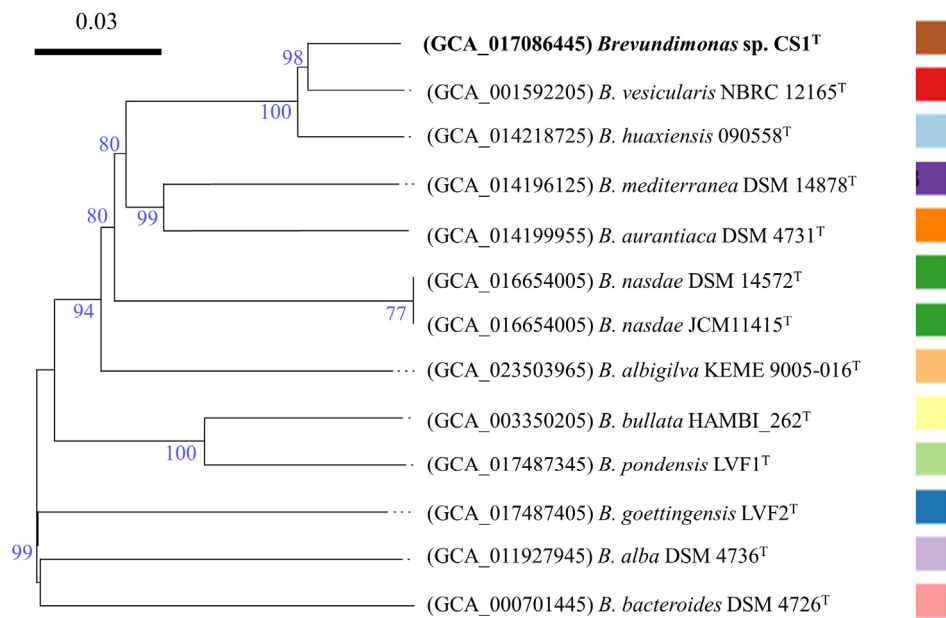 0.03
(GCA_017086445) Brevundimonas sp. CS1ᵀ
98
(GCA_001592205) B. vesicularis NBRC 12165ᵀ
100
(GCA_014218725) B. huaxiensis 090558ᵀ
80
(GCA_014196125) B. mediterranea DSM 14878ᵀ
99
80
(GCA_014199955) B. aurantiaca DSM 4731ᵀ
(GCA_016654005) B. nasdae DSM 14572ᵀ
94
77
(GCA_016654005) B. nasdae JCM11415ᵀ
(GCA_023503965) B. albigilva KEME 9005-016ᵀ
(GCA_003350205) B. bullata HAMBI_262ᵀ
100
(GCA_017487345) B. pondensis LVF1ᵀ
(GCA_017487405) B. goettingensis LVF2ᵀ
99
(GCA_011927945) B. alba DSM 4736ᵀ
(GCA_000701445) B. bacteroides DSM 4726ᵀ